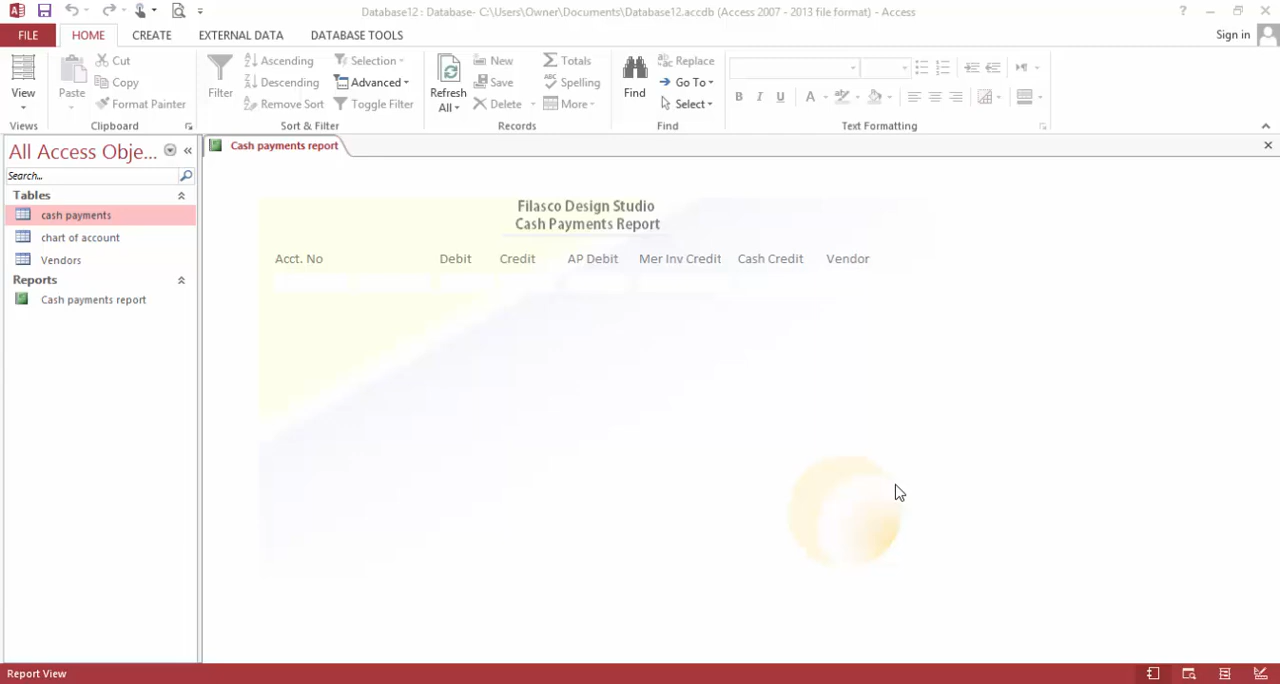 Database12 : Database- C:\Users\Owner\Documents\Database12.accdb (Access 2007 - 2013 file format) - Access
FILE HOME CREATE EXTERNAL DATA DATABASE TOOLS Sign in
View
Views
Paste
Cut
Copy
Format Painter
Clipboard
Filter
Ascending
Descending
Remove Sort
Selection
Advanced
Toggle Filter
Sort & Filter
Refresh
All
New
Save
Delete
Totals
Spelling
More
Records
Find
Replace
Go To
Select
Find
B I U A
Text Formatting
All Access Obje...
Search...
Tables
cash payments
chart of account
Vendors
Reports
Cash payments report
Cash payments report
Filasco Design Studio
Cash Payments Report
Acct. No Debit Credit AP Debit Mer Inv Credit Cash Credit Vendor
Report View